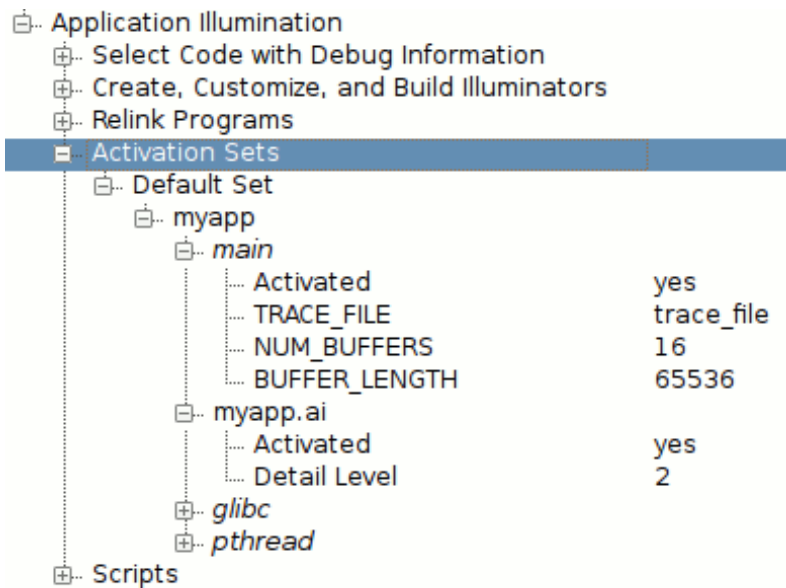 Application Illumination
Select Code with Debug Information
Create, Customize, and Build Illuminators
Relink Programs
Activation Sets
Default Set
myapp
main
Activated yes
TRACE_FILE trace_file
NUM_BUFFERS 16
BUFFER_LENGTH 65536
myapp.ai
Activated yes
Detail Level 2
glibc
pthread
Scripts